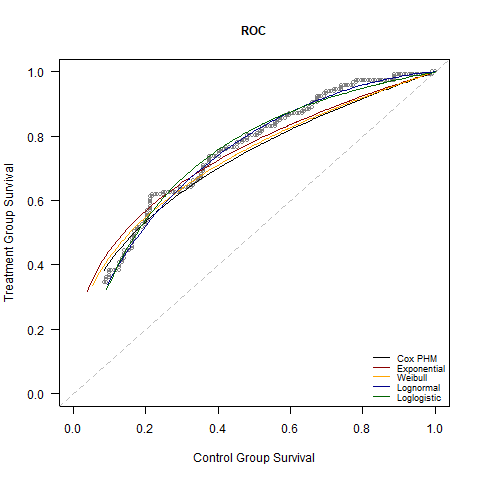 ROC
Treatment Group Survival
1.0
0.8
0.6
0.4
0.2
0.0
Cox PHM
Exponential
Weibull
Lognormal
Loglogistic
0.0 0.2 0.4 0.6 0.8 1.0
Control Group Survival